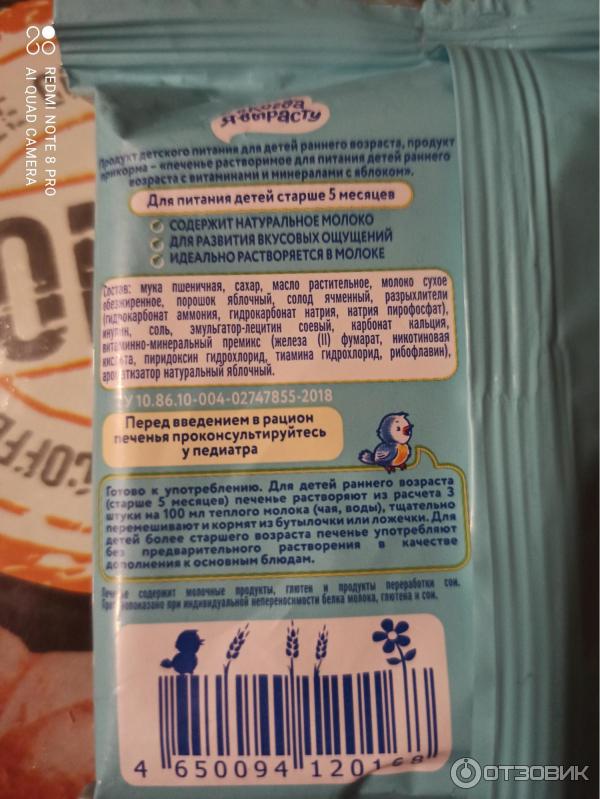 REDMI NOTE 8 PRO
AI QUAD CAMERA
COFFE
Когда
я вырасту
Продукт детского питания для детей раннего возраста, продукт
прикорма – «печенье растворимое для питания детей раннего
возраста с витаминами и минералами с яблоком».
Для питания детей старше 5 месяцев
СОДЕРЖИТ НАТУРАЛЬНОЕ МОЛОКО
ДЛЯ РАЗВИТИЯ ВКУСОВЫХ ОЩУЩЕНИЙ
ИДЕАЛЬНО РАСТВОРЯЕТСЯ В МОЛОКЕ
Состав: мука пшеничная, сахар, масло растительное, молоко сухое
обезжиренное, порошок яблочный, солод ячменный, разрыхлители
(гидрокарбонат аммония, гидрокарбонат натрия, натрия пирофосфат),
инулин, соль, эмульгатор-лецитин соевый, карбонат кальция,
витаминно-минеральный премикс (железа (II) фумарат, никотиновая
кислота, пиридоксин гидрохлорид, тиамина гидрохлорид, рибофлавин),
ароматизатор натуральный яблочный.
ТУ 10.86.10-004-02747855-2018
Перед введением в рацион
печенья проконсультируйтесь
у педиатра
Готово к употреблению. Для детей раннего возраста
(старше 5 месяцев) печенье растворяют из расчета 3
штуки на 100 мл теплого молока (чая, воды), тщательно
перемешивают и кормят из бутылочки или ложечки. Для
детей более старшего возраста печенье употребляют
без предварительного растворения в качестве
дополнения к основным блюдам.
Печенье содержит молочные продукты, глютен и продукты переработки сои.
Противопоказано при индивидуальной непереносимости белка молока, глютена и сои.
4 650094 120168
ОТЗОВИК